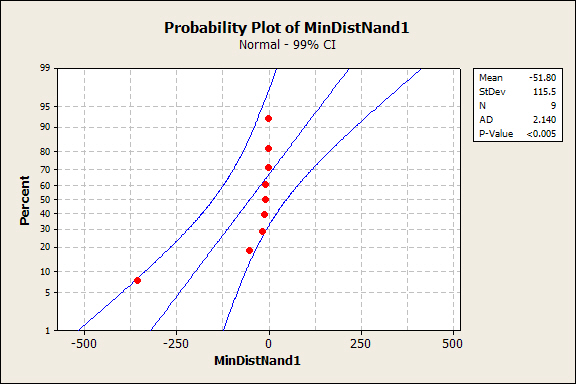 Probability Plot of MinDistNand1
Normal - 99% CI
Mean -51.80
StDev 115.5
N 9
AD 2.140
P-Value <0.005
Percent
99
95
90
80
70
60
50
40
30
20
10
5
1
-500 -250 0 250 500
MinDistNand1